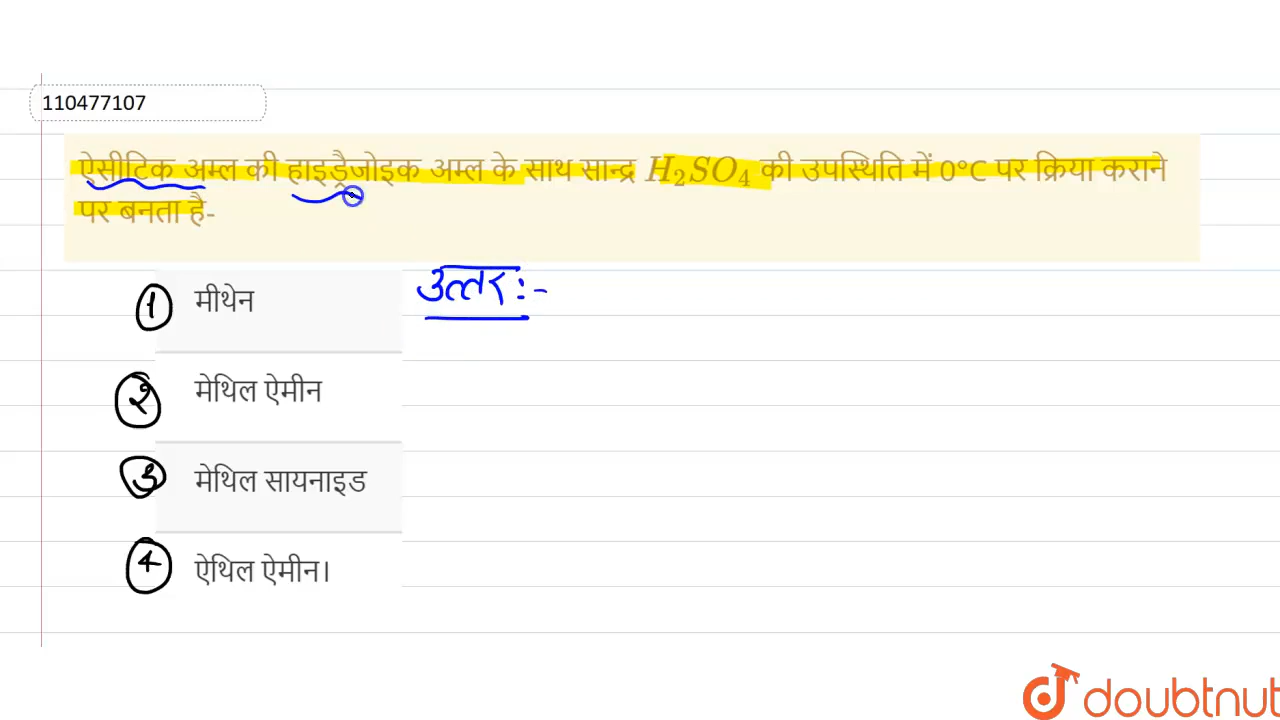 110477107
ऐसीटिक अम्ल की हाइड्रैजोइक अम्ल के साथ सान्द्र H₂SO₄ की उपस्थिति में 0°C पर क्रिया कराने
पर बनता है-
उत्तर :-
1 मीथेन
२ मेथिल ऐमीन
3 मेथिल सायनाइड
4 ऐथिल ऐमीन।
doubtnut